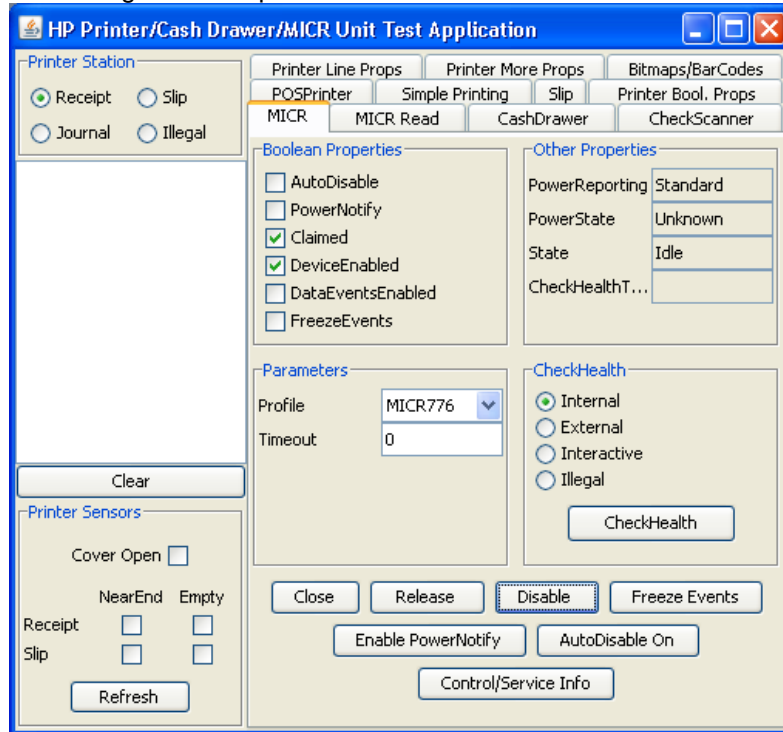 HP Printer/Cash Drawer/MICR Unit Test Application
Printer Station
Receipt Slip
Journal Illegal
Clear
Printer Sensors
Cover Open
NearEnd Empty
Receipt
Slip
Refresh
Printer Line Props Printer More Props Bitmaps/BarCodes
POSPrinter Simple Printing Slip Printer Bool. Props
MICR MICR Read CashDrawer CheckScanner
Boolean Properties
AutoDisable
PowerNotify
Claimed
DeviceEnabled
DataEventsEnabled
FreezeEvents
Other Properties
PowerReporting Standard
PowerState Unknown
State Idle
CheckHealthT...
Parameters
Profile MICR776
Timeout 0
CheckHealth
Internal
External
Interactive
Illegal
CheckHealth
Close Release Disable Freeze Events
Enable PowerNotify AutoDisable On
Control/Service Info